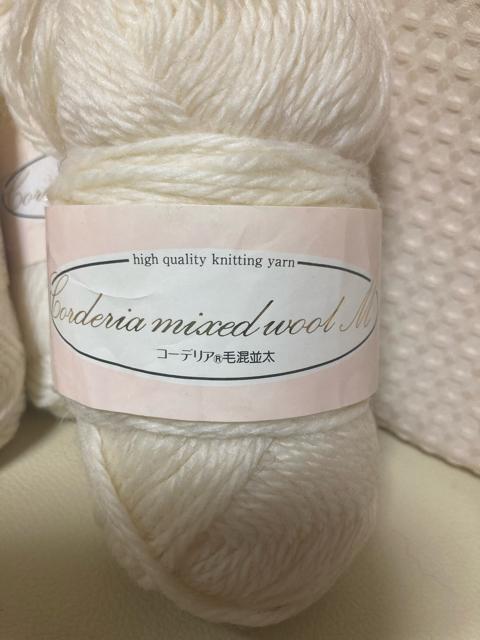 high quality knitting yarn
Corderia mixed wool M
コーデリア®毛混並太